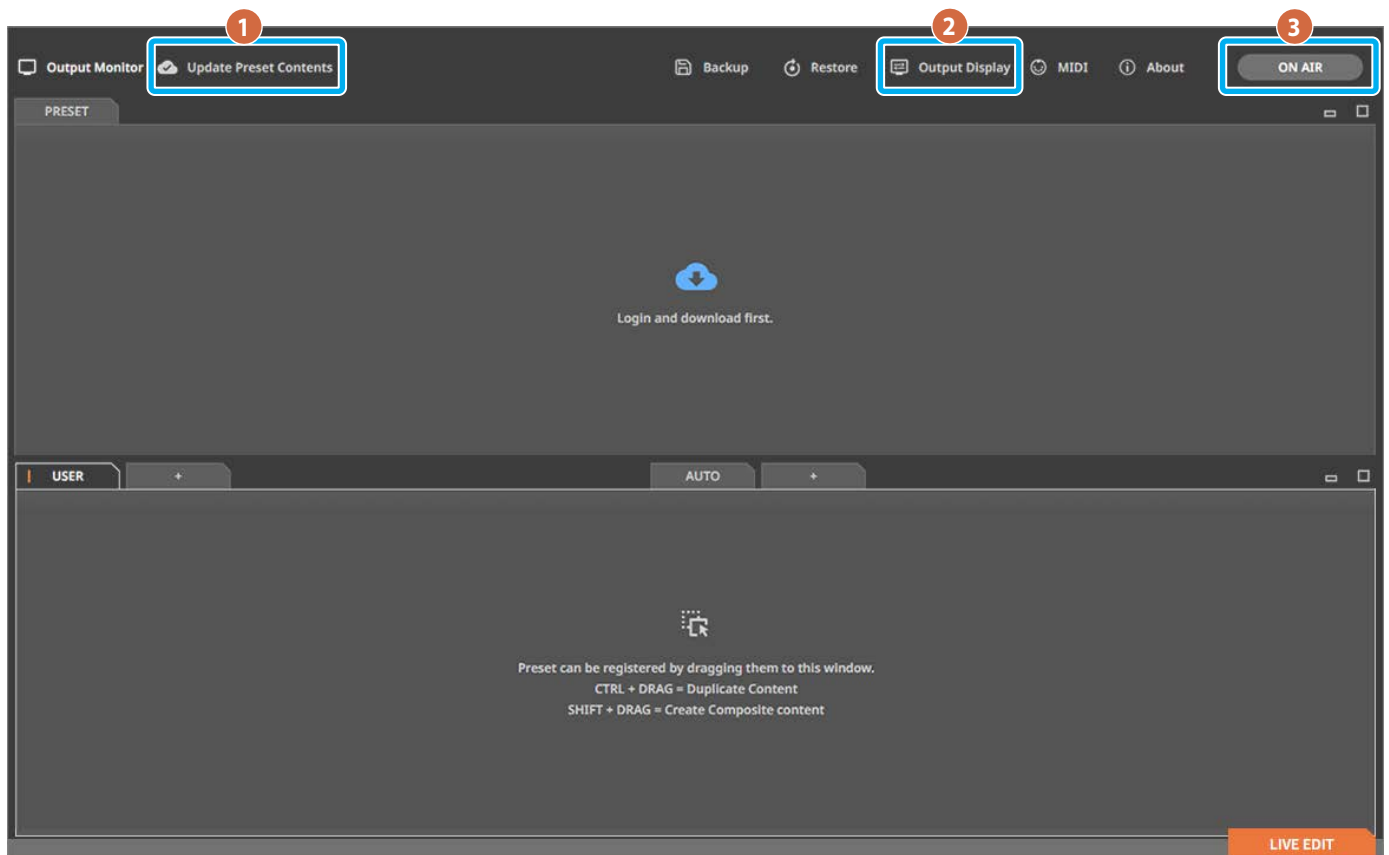 1
2
3
Output Monitor
Update Preset Contents
Backup
Restore
Output Display
MIDI
About
ON AIR
PRESET
Login and download first.
USER
+
AUTO
+
Preset can be registered by dragging them to this window.
CTRL + DRAG = Duplicate Content
SHIFT + DRAG = Create Composite content
LIVE EDIT